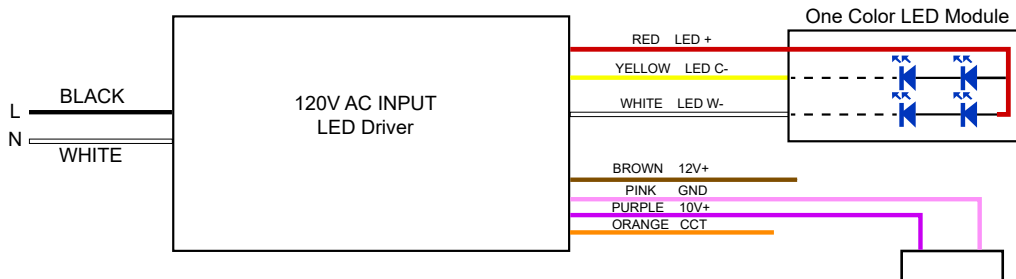 One Color LED Module
RED LED +
YELLOW LED C-
WHITE LED W-
L BLACK
N WHITE
120V AC INPUT
LED Driver
BROWN 12V+
PINK GND
PURPLE 10V+
ORANGE CCT